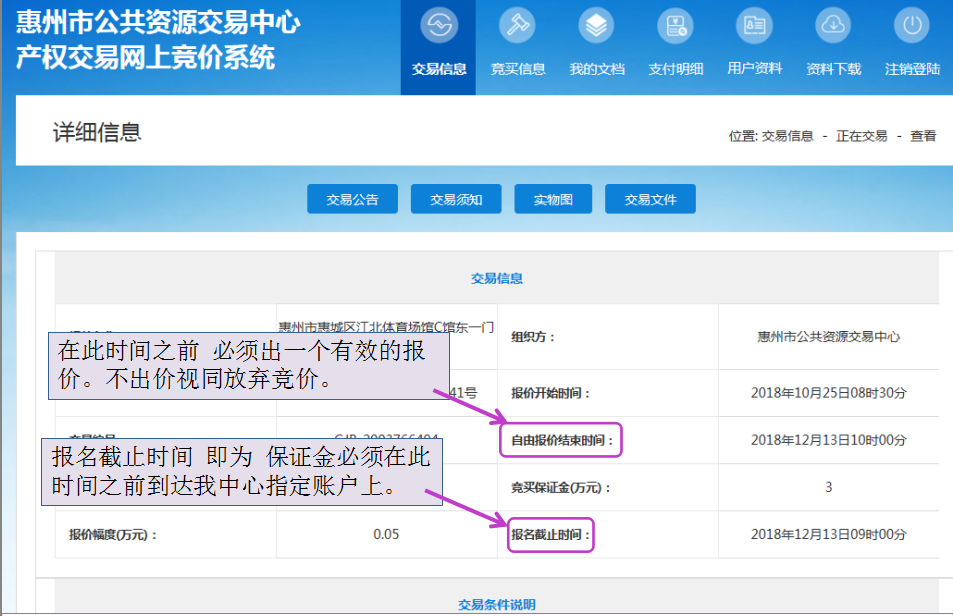 惠州市公共资源交易中心
产权交易网上竞价系统
交易信息 竞买信息 我的文档 支付明细 用户资料 资料下载 注销登陆
详细信息
位置: 交易信息 - 正在交易 - 查看
交易公告 交易须知 实物图 交易文件
交易信息
惠州市惠城区江北体育场馆C馆东一门
组织方： 惠州市公共资源交易中心
在此时间之前 必须出一个有效的报
价。不出价视同放弃竞价。
41号 报价开始时间： 2018年10月25日08时30分
自由报价结束时间： 2018年12月13日10时00分
报名截止时间 即为 保证金必须在此
时间之前到达我中心指定账户上。
竞买保证金(万元)： 3
报价幅度(万元)： 0.05 报名截止时间： 2018年12月13日09时00分
交易条件说明